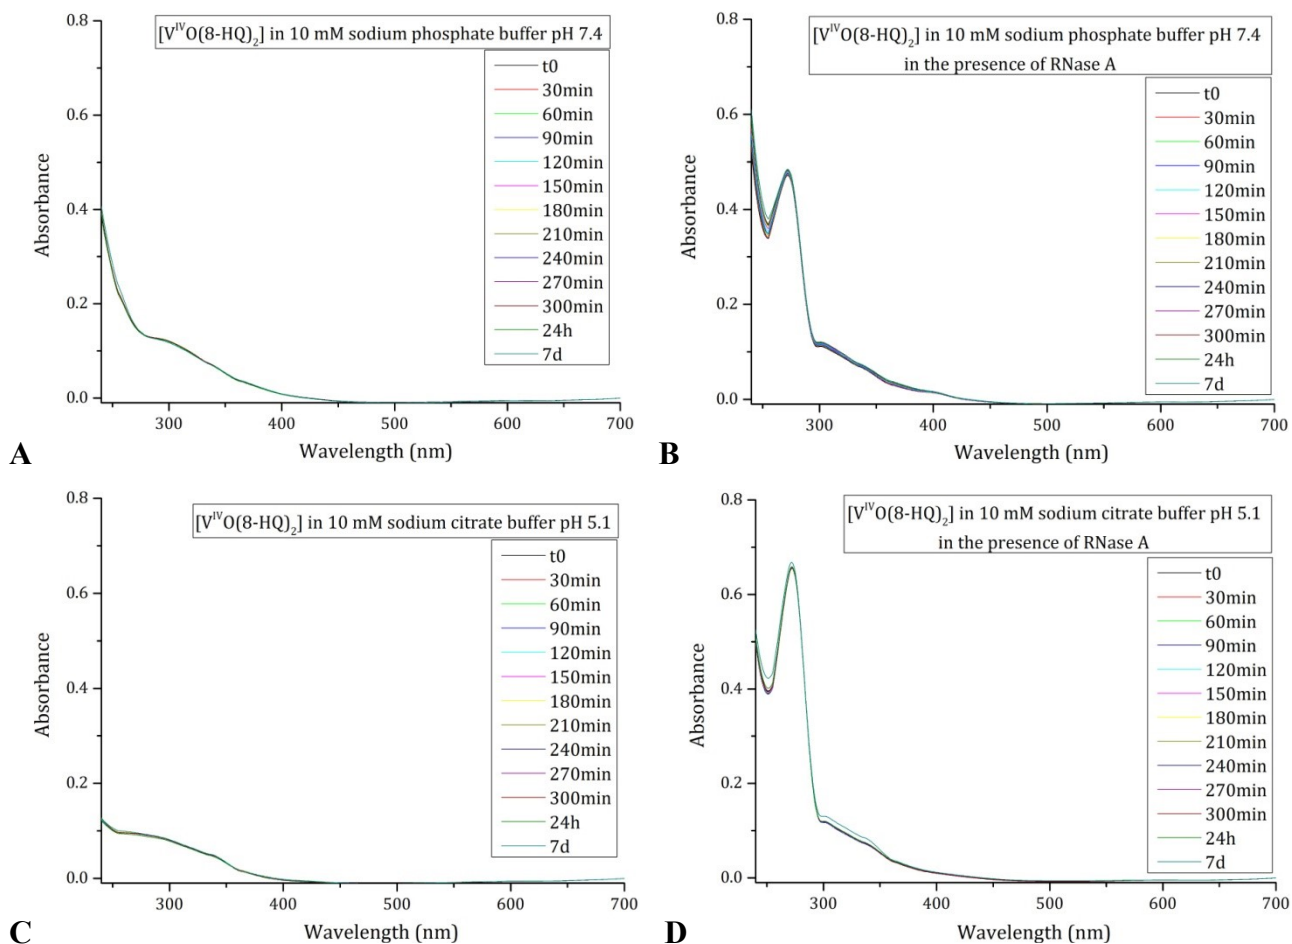 0.8
0.6
0.4
0.2
0.0
Absorbance
300 400 500 600 700
Wavelength (nm)
[VᴵⱽO(8-HQ)₂] in 10 mM sodium phosphate buffer pH 7.4
t0
30min
60min
90min
120min
150min
180min
210min
240min
270min
300min
24h
7d
A
0.8
0.6
0.4
0.2
0.0
Absorbance
300 400 500 600 700
Wavelength (nm)
[VᴵⱽO(8-HQ)₂] in 10 mM sodium phosphate buffer pH 7.4
in the presence of RNase A
t0
30min
60min
90min
120min
150min
180min
210min
240min
270min
300min
24h
7d
B
0.8
0.6
0.4
0.2
0.0
Absorbance
300 400 500 600 700
Wavelength (nm)
[VᴵⱽO(8-HQ)₂] in 10 mM sodium citrate buffer pH 5.1
t0
30min
60min
90min
120min
150min
180min
210min
240min
270min
300min
24h
7d
C
0.8
0.6
0.4
0.2
0.0
Absorbance
300 400 500 600 700
Wavelength (nm)
[VᴵⱽO(8-HQ)₂] in 10 mM sodium citrate buffer pH 5.1
in the presence of RNase A
t0
30min
60min
90min
120min
150min
180min
210min
240min
270min
300min
24h
7d
D